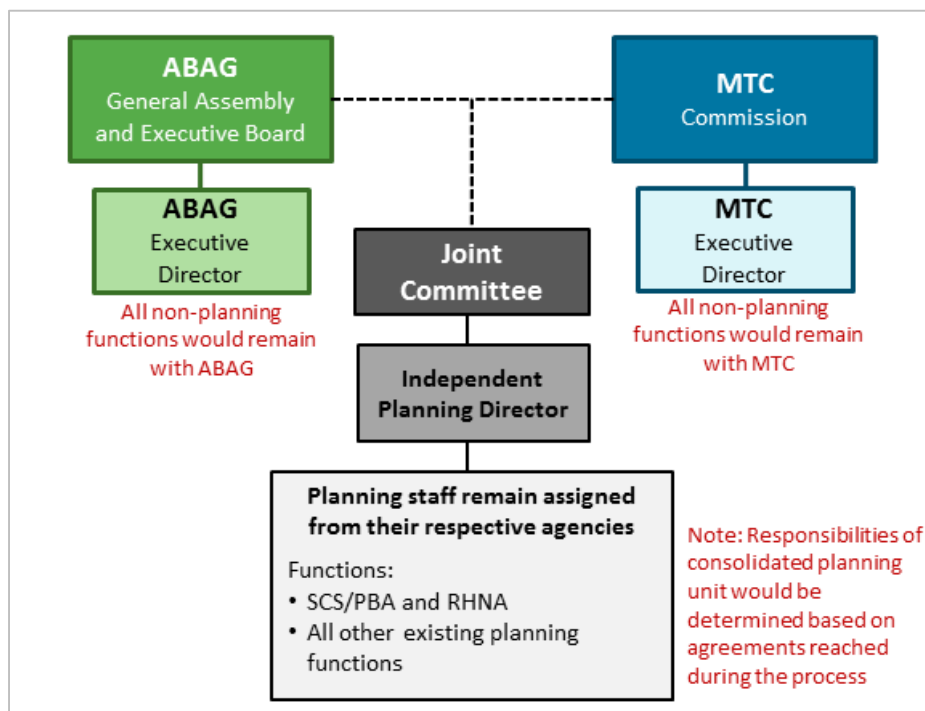 ABAG
General Assembly
and Executive Board
MTC
Commission
ABAG
Executive
Director
All non-planning
functions would remain
with ABAG
MTC
Executive
Director
All non-planning
functions would remain
with MTC
Joint
Committee
Independent
Planning Director
Planning staff remain assigned
from their respective agencies
Functions:
• SCS/PBA and RHNA
• All other existing planning
functions
Note: Responsibilities of
consolidated planning
unit would be
determined based on
agreements reached
during the process